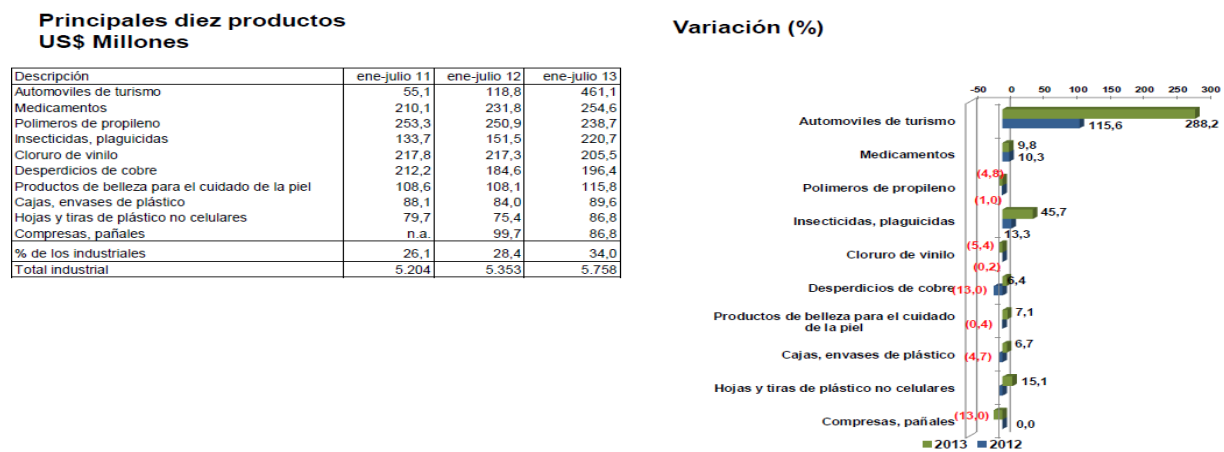 Principales diez productos
US$ Millones
Descripción ene-julio 11 ene-julio 12 ene-julio 13
Automoviles de turismo 55,1 118,8 461,1
Medicamentos 210,1 231,8 254,6
Polimeros de propileno 253,3 250,9 238,7
Insecticidas, plaguicidas 133,7 151,5 220,7
Cloruro de vinilo 217,8 217,3 205,5
Desperdicios de cobre 212,2 184,6 196,4
Productos de belleza para el cuidado de la piel 108,6 108,1 115,8
Cajas, envases de plástico 88,1 84,0 89,6
Hojas y tiras de plástico no celulares 79,7 75,4 86,8
Compresas, pañales n.a. 99,7 86,8
% de los industriales 26,1 28,4 34,0
Total industrial 5.204 5.353 5.758
Variación (%)
-50 0 50 100 150 200 250 300
Automoviles de turismo 115,6 288,2
Medicamentos 9,8
10,3
Polimeros de propileno (4,8)
(1,0)
Insecticidas, plaguicidas 45,7
13,3
Cloruro de vinilo (5,4)
(0,2)
Desperdicios de cobre (13,0) 6,4
Productos de belleza para el cuidado
de la piel (0,4) 7,1
Cajas, envases de plástico (4,7) 6,7
Hojas y tiras de plástico no celulares 15,1
Compresas, pañales (13,0) 0,0
2013 2012